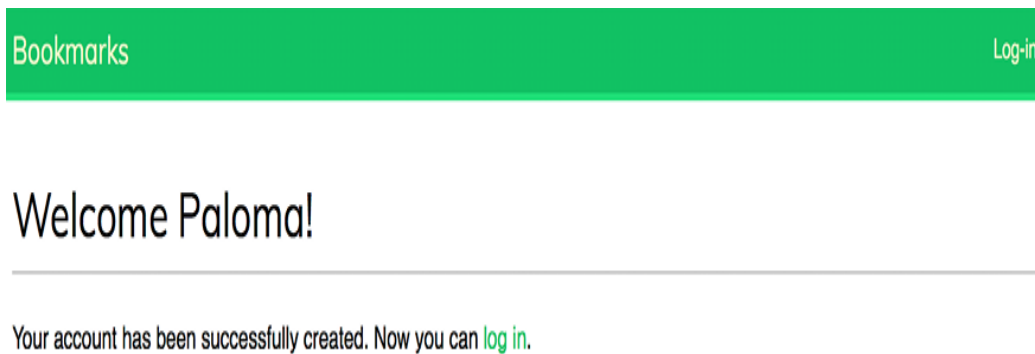 Bookmarks Log-in
Welcome Paloma!
Your account has been successfully created. Now you can log in.